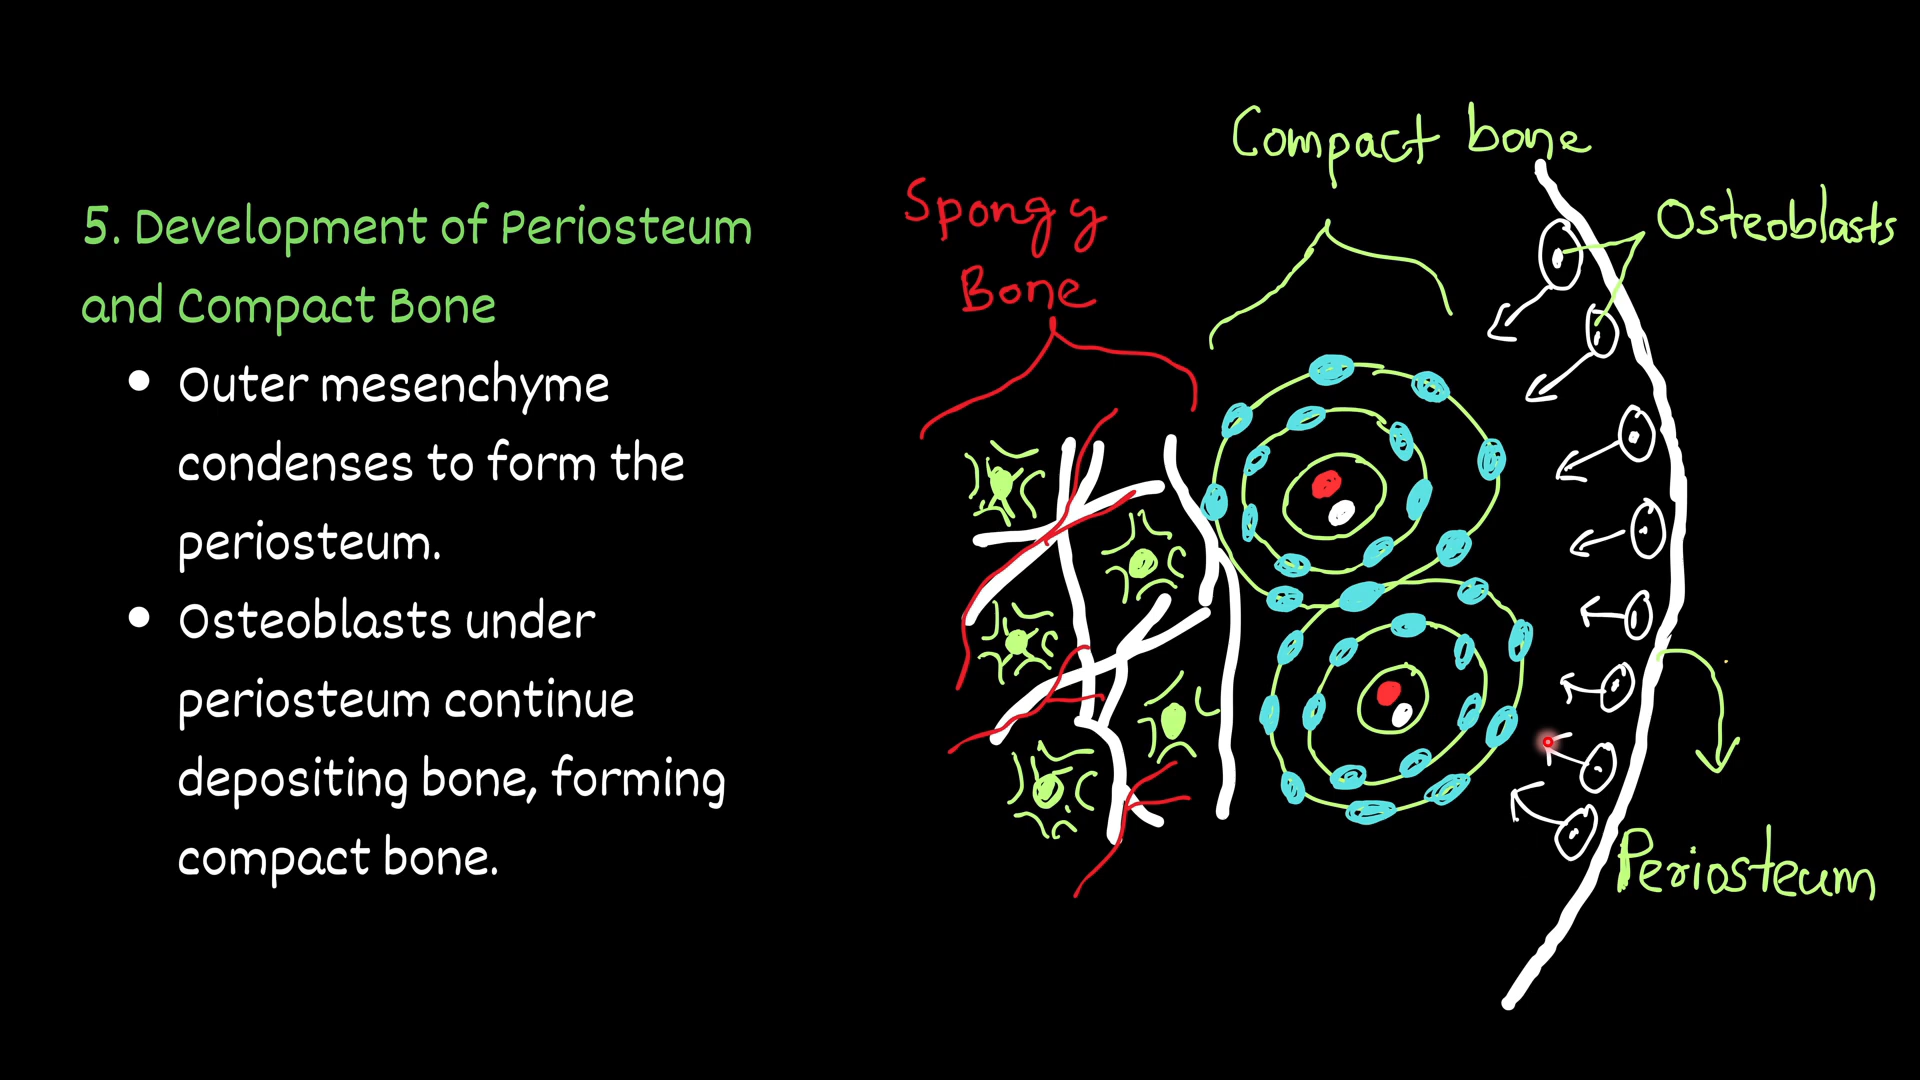 5. Development of Periosteum
and Compact Bone
• Outer mesenchyme
condenses to form the
periosteum.
• Osteoblasts under
periosteum continue
depositing bone, forming
compact bone.
Compact bone
Spongy
Bone
Osteoblasts
Periosteum